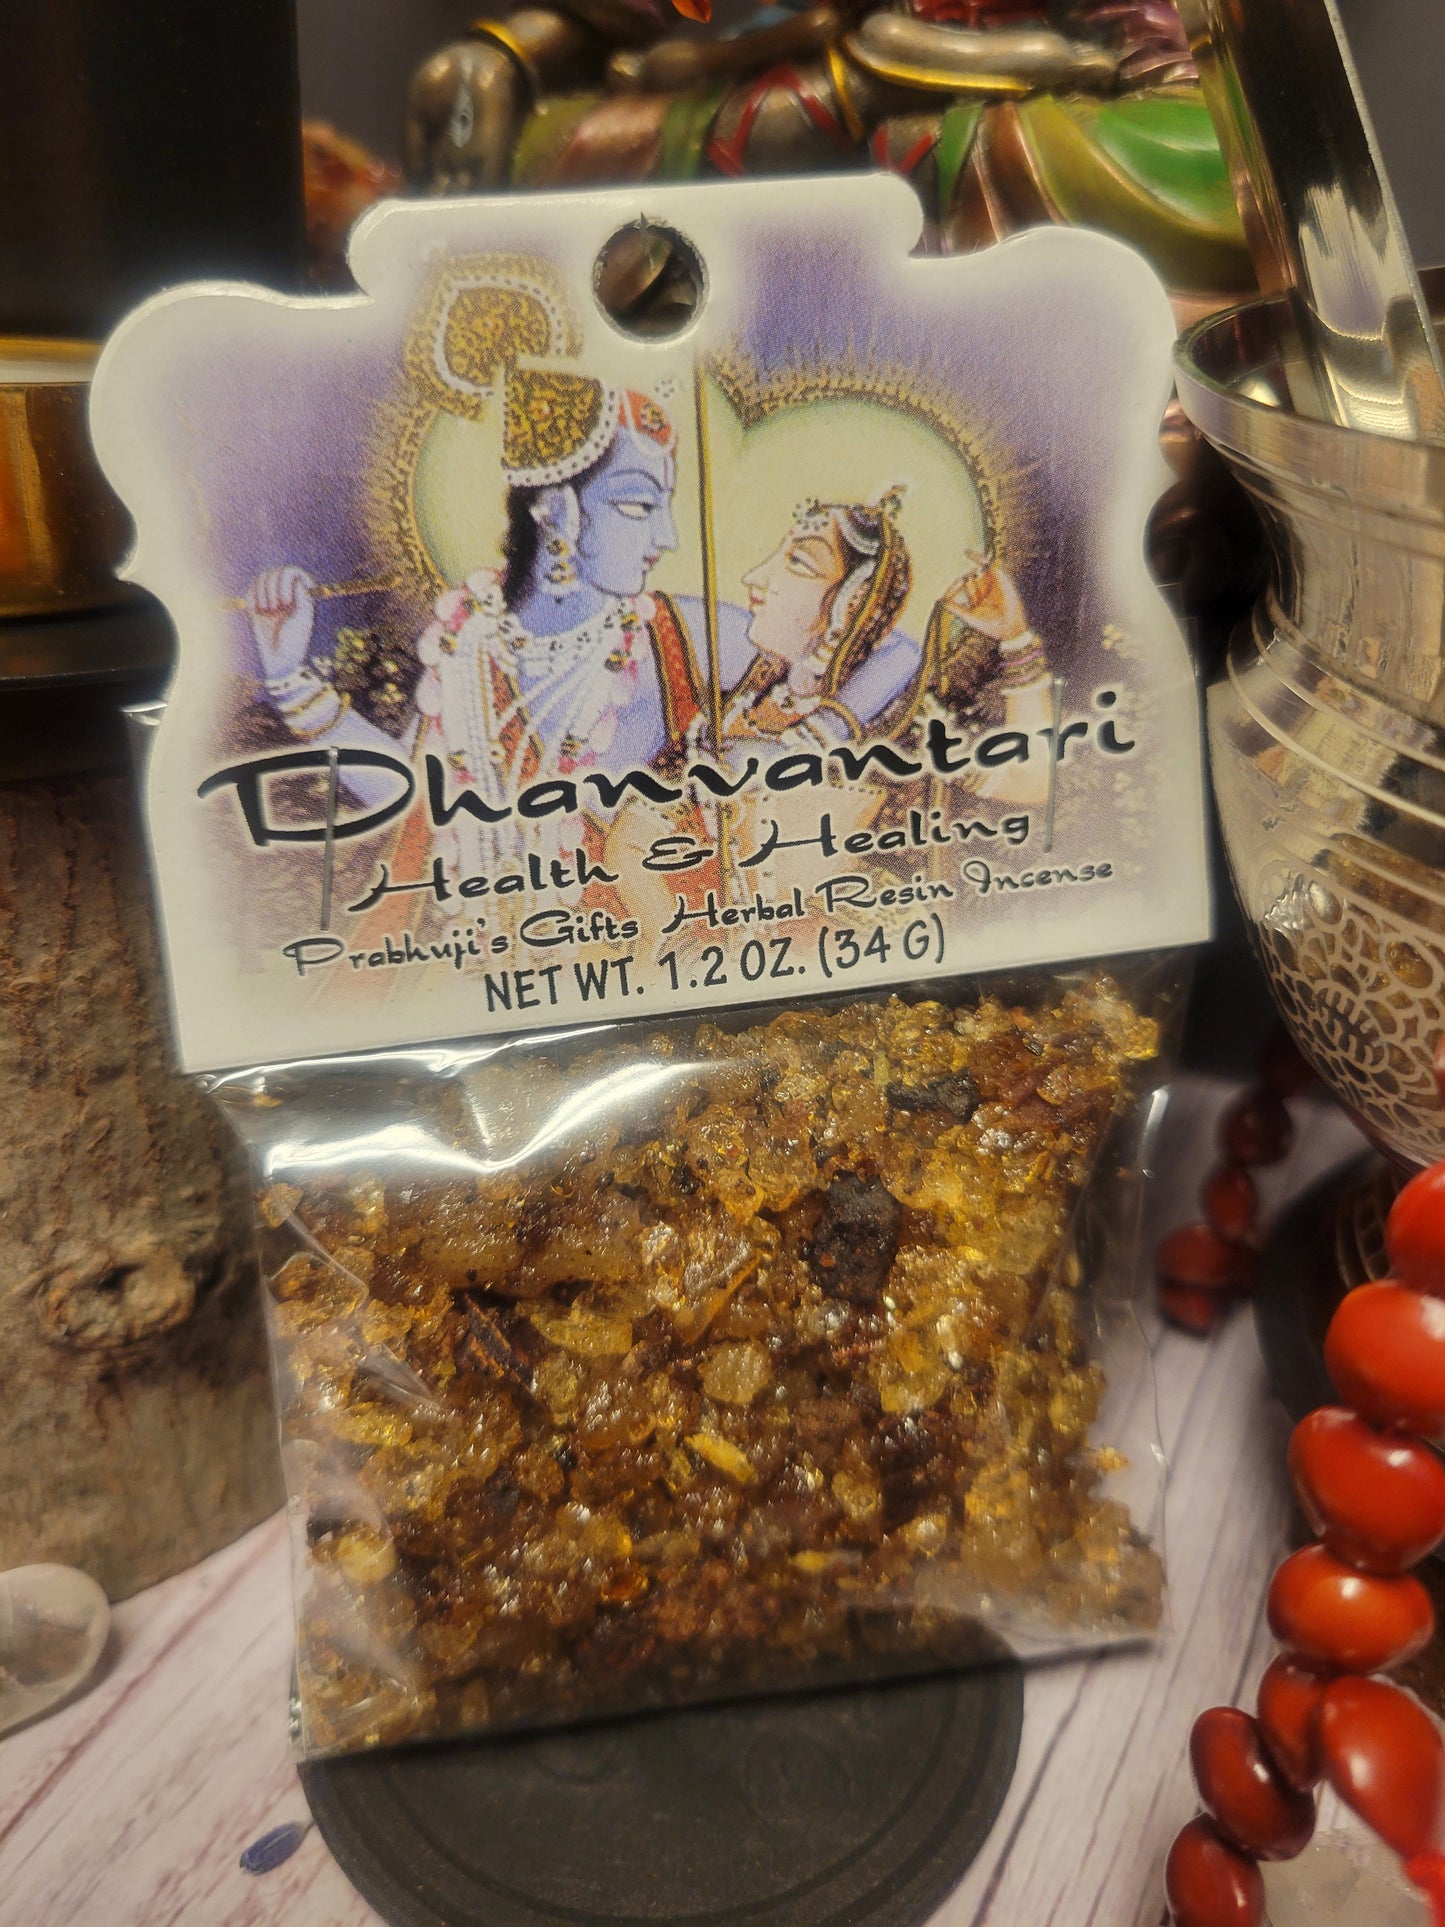 Dhanvantari
Health & Healing
Prabhuji's Gifts Herbal Resin Incense
NET WT. 1.2 OZ. (34 G)